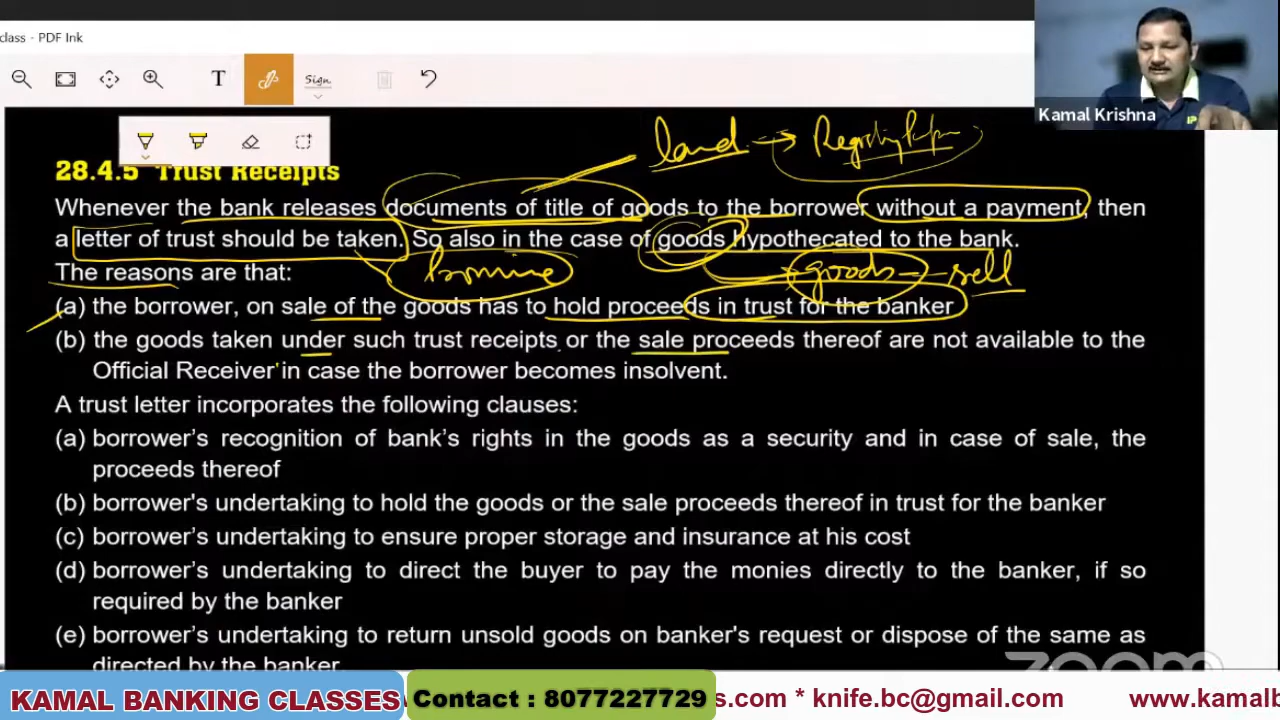 class - PDF Ink
T
Sign
Kamal Krishna
land → Registry
28.4.5 Trust Receipts
Whenever the bank releases documents of title of goods to the borrower without a payment, then
a letter of trust should be taken. So also in the case of goods hypothecated to the bank.
The reasons are that:
goods - sell
(a) the borrower, on sale of the goods has to hold proceeds in trust for the banker
(b) the goods taken under such trust receipts or the sale proceeds thereof are not available to the
Official Receiver in case the borrower becomes insolvent.
A trust letter incorporates the following clauses:
(a) borrower’s recognition of bank’s rights in the goods as a security and in case of sale, the
proceeds thereof
(b) borrower's undertaking to hold the goods or the sale proceeds thereof in trust for the banker
(c) borrower’s undertaking to ensure proper storage and insurance at his cost
(d) borrower’s undertaking to direct the buyer to pay the monies directly to the banker, if so
required by the banker
(e) borrower’s undertaking to return unsold goods on banker's request or dispose of the same as
directed by the banker.
zoom
KAMAL BANKING CLASSES Contact : 8077227729 s.com * knife.bc@gmail.com www.kamalb